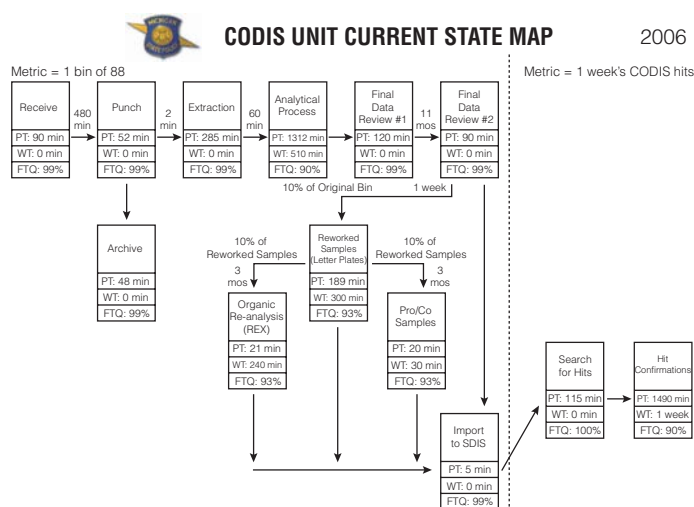 CODIS UNIT CURRENT STATE MAP
2006
Metric = 1 bin of 88
Metric = 1 week's CODIS hits
Receive
PT: 90 min
WT: 0 min
FTQ: 99%
480
min
Punch
PT: 52 min
WT: 0 min
FTQ: 99%
2
min
Extraction
PT: 285 min
WT: 0 min
FTQ: 99%
60
min
Analytical
Process
PT: 1312 min
WT: 510 min
FTQ: 90%
Final
Data
Review #1
PT: 120 min
WT: 0 min
FTQ: 99%
11
mos
Final
Data
Review #2
PT: 90 min
WT: 0 min
FTQ: 99%
10% of Original Bin
1 week
Archive
PT: 48 min
WT: 0 min
FTQ: 99%
10% of
Reworked Samples
3
mos
Reworked
Samples
(Letter Plates)
PT: 189 min
WT: 300 min
FTQ: 93%
10% of
Reworked Samples
3
mos
Organic
Re-analysis
(REX)
PT: 21 min
WT: 240 min
FTQ: 93%
Pro/Co
Samples
PT: 20 min
WT: 30 min
FTQ: 93%
Import
to SDIS
PT: 5 min
WT: 0 min
FTQ: 99%
Search
for Hits
PT: 115 min
WT: 0 min
FTQ: 100%
Hit
Confirmations
PT: 1490 min
WT: 1 week
FTQ: 90%